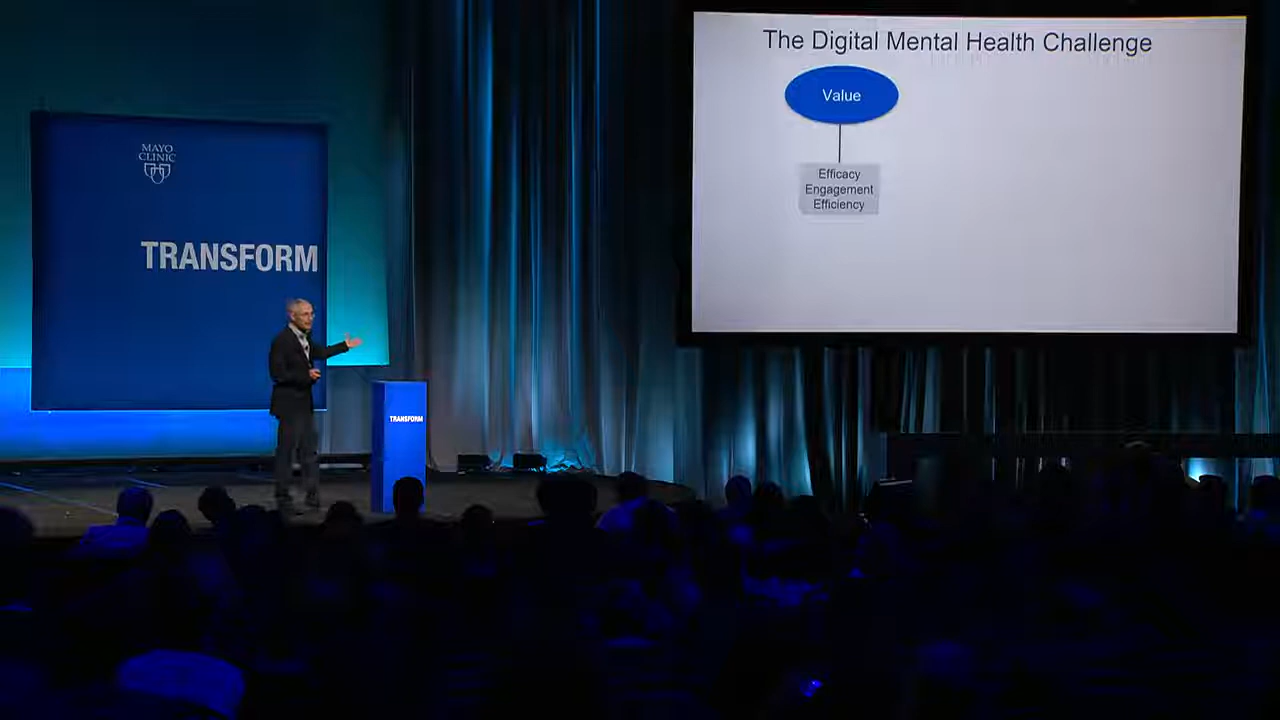 MAYO
CLINIC
TRANSFORM
TRANSFORM
The Digital Mental Health Challenge
Value
Efficacy
Engagement
Efficiency